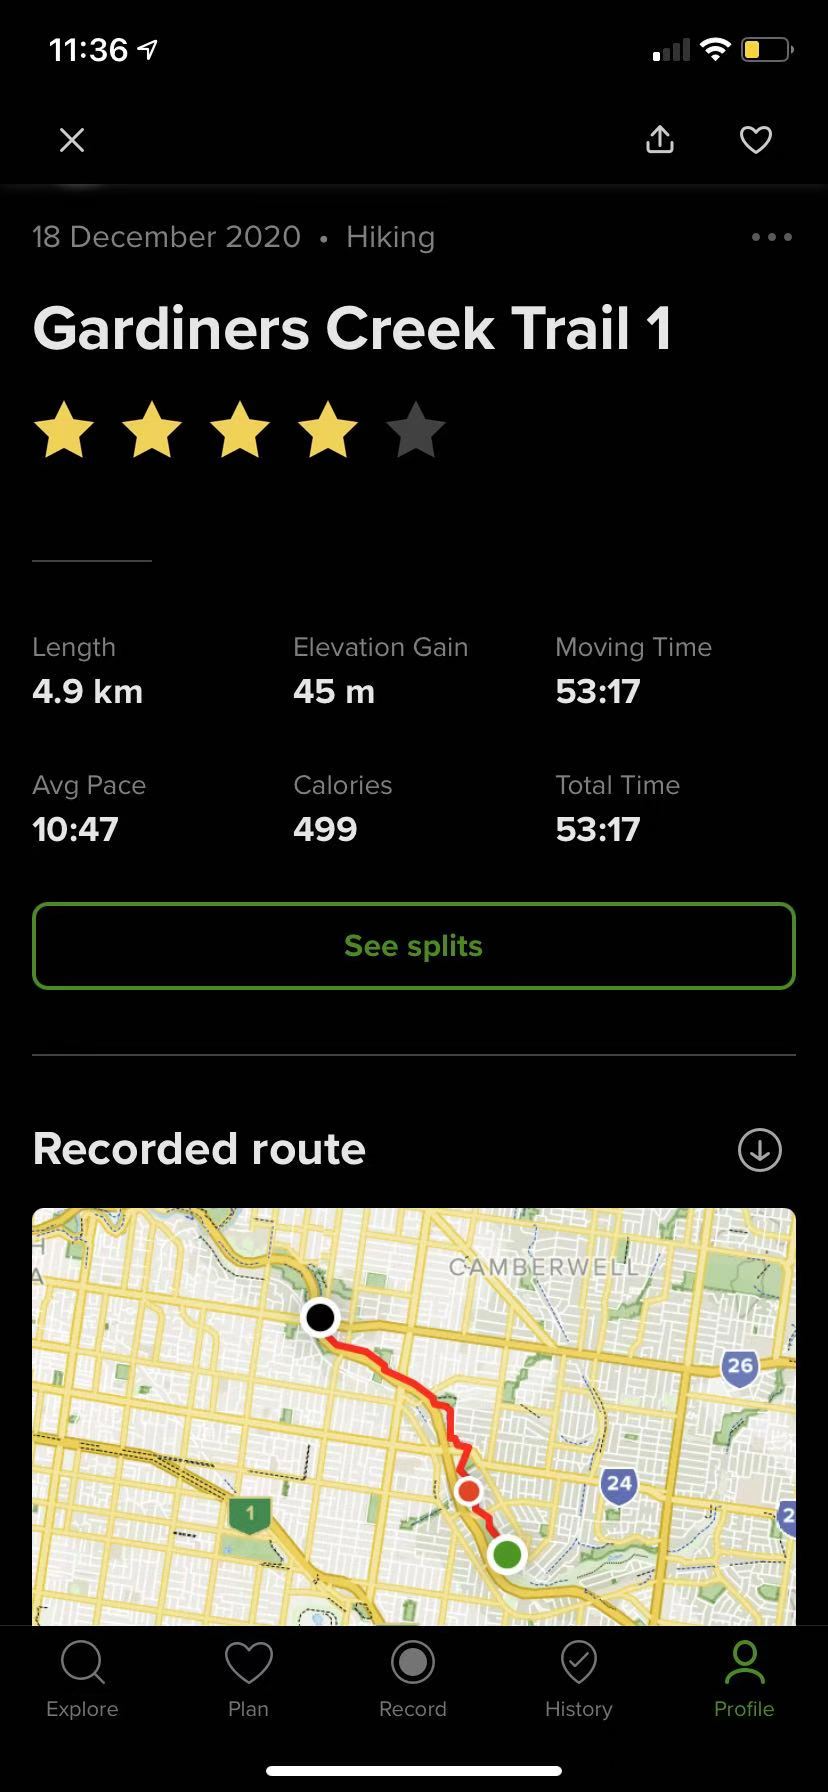 11:36
18 December 2020 • Hiking
Gardiners Creek Trail 1
Length
Elevation Gain
Moving Time
4.9 km
45 m
53:17
Avg Pace
Calories
Total Time
10:47
499
53:17
See splits
Recorded route
CAMBERWELL
26
24
1
2
Explore
Plan
Record
History
Profile